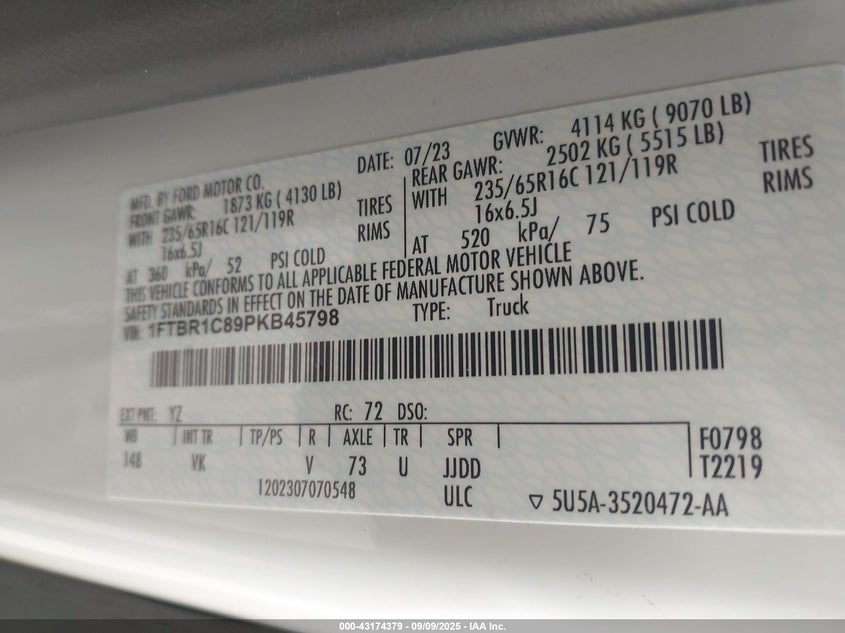 MFD. BY FORD MOTOR CO.
DATE: 07/23
GVWR: 4114 KG ( 9070 LB)
FRONT GAWR: 1873 KG ( 4130 LB)
WITH 235/65R16C 121/119R TIRES
16x6.5J RIMS
AT 360 kPa/ 52 PSI COLD
REAR GAWR: 2502 KG ( 5515 LB)
WITH 235/65R16C 121/119R TIRES
16x6.5J RIMS
AT 520 kPa/ 75 PSI COLD
THIS VEHICLE CONFORMS TO ALL APPLICABLE FEDERAL MOTOR VEHICLE
SAFETY STANDARDS IN EFFECT ON THE DATE OF MANUFACTURE SHOWN ABOVE.
VIN: 1FTBR1C89PKB45798
TYPE: Truck
EXT PNT: YZ RC: 72 DSO:
WB INT TR TP/PS R AXLE TR SPR
148 VK V 73 U JJDD
F0798
T2219
1202307070548 ULC
▽ 5U5A-3520472-AA
000-43174379 - 09/09/2025 - IAA Inc.